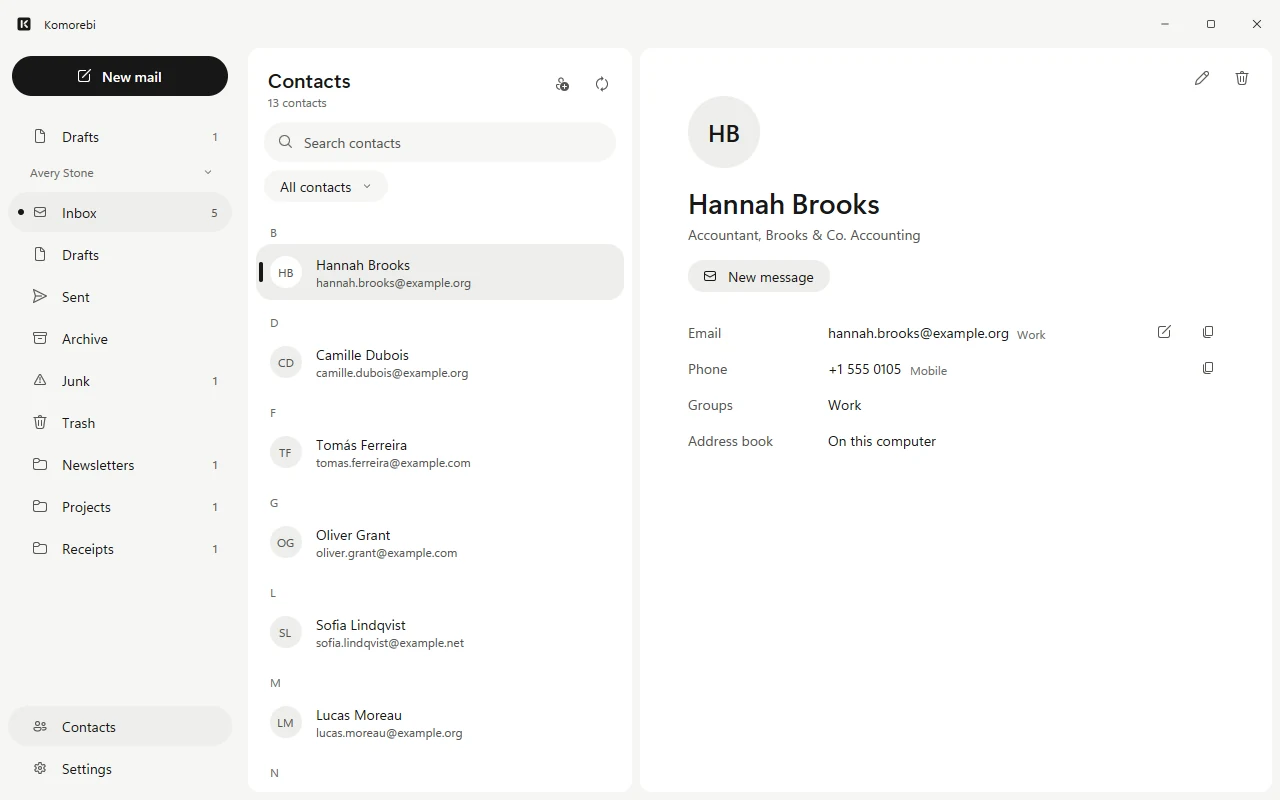 Komorebi
New mail
Drafts 1
Avery Stone
Inbox 5
Drafts
Sent
Archive
Junk 1
Trash
Newsletters 1
Projects 1
Receipts 1
Contacts
Settings
Contacts
13 contacts
Search contacts
All contacts
B
HB Hannah Brooks
hannah.brooks@example.org
D
CD Camille Dubois
camille.dubois@example.org
F
TF Tomás Ferreira
tomas.ferreira@example.com
G
OG Oliver Grant
oliver.grant@example.com
L
SL Sofia Lindqvist
sofia.lindqvist@example.net
M
LM Lucas Moreau
lucas.moreau@example.org
N
HB
Hannah Brooks
Accountant, Brooks & Co. Accounting
New message
Email hannah.brooks@example.org Work
Phone +1 555 0105 Mobile
Groups Work
Address book On this computer